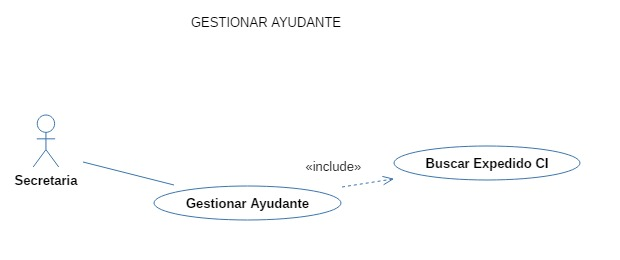 GESTIONAR AYUDANTE
«include»
Buscar Expedido CI
Secretaria
Gestionar Ayudante